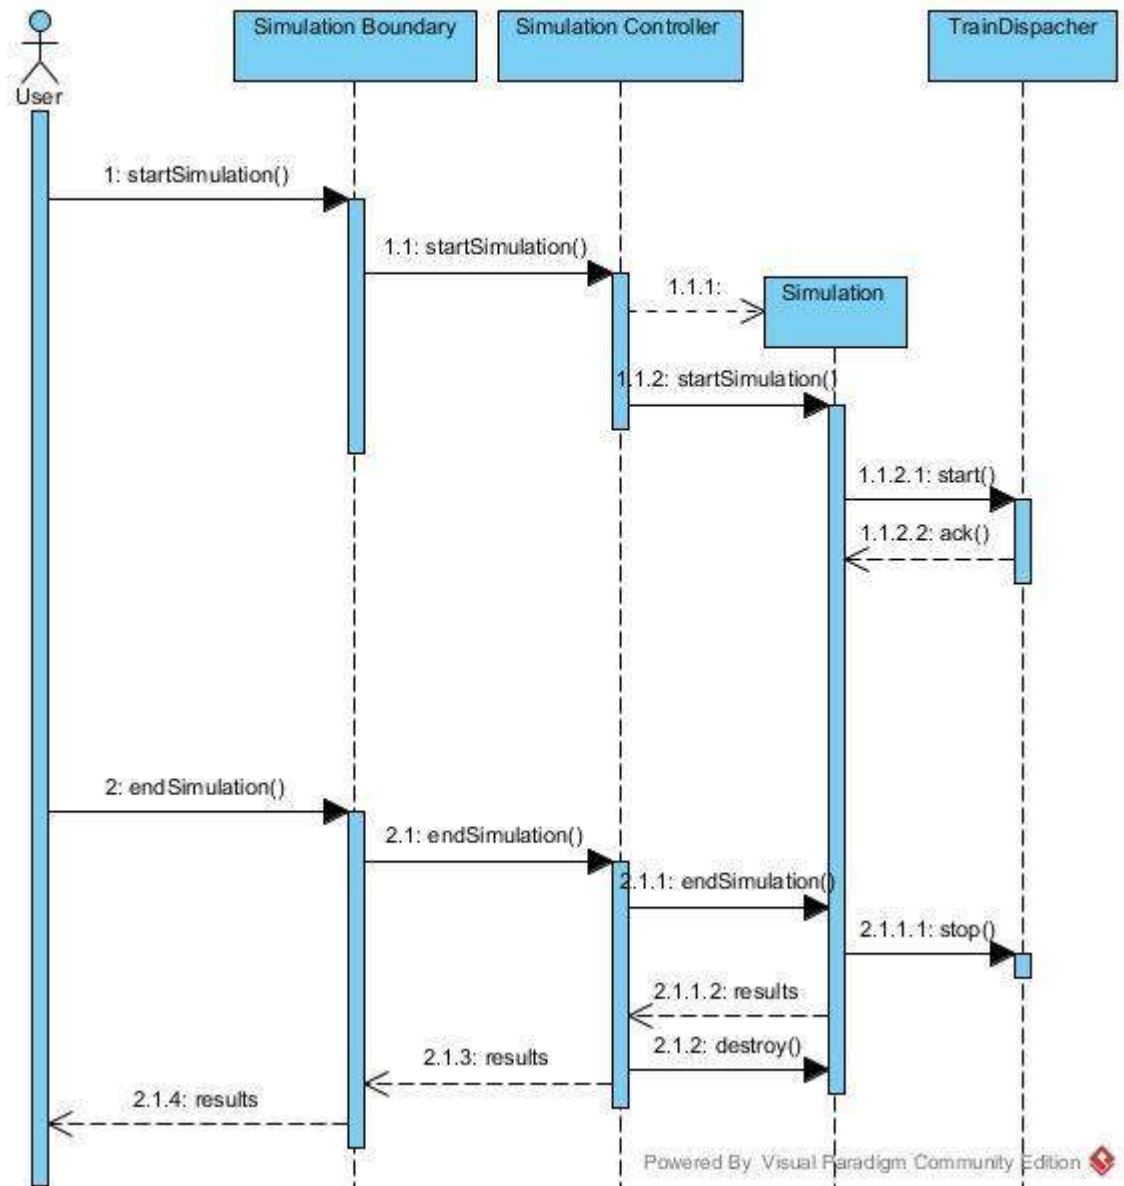 Simulation Boundary
Simulation Controller
TrainDispacher
User
1: startSimulation()
1.1: startSimulation()
1.1.1:
Simulation
1.1.2: startSimulation()
1.1.2.1: start()
1.1.2.2: ack()
2: endSimulation()
2.1: endSimulation()
2.1.1: endSimulation()
2.1.1.1: stop()
2.1.1.2: results
2.1.2: destroy()
2.1.3: results
2.1.4: results
Powered By Visual Paradigm Community Edition